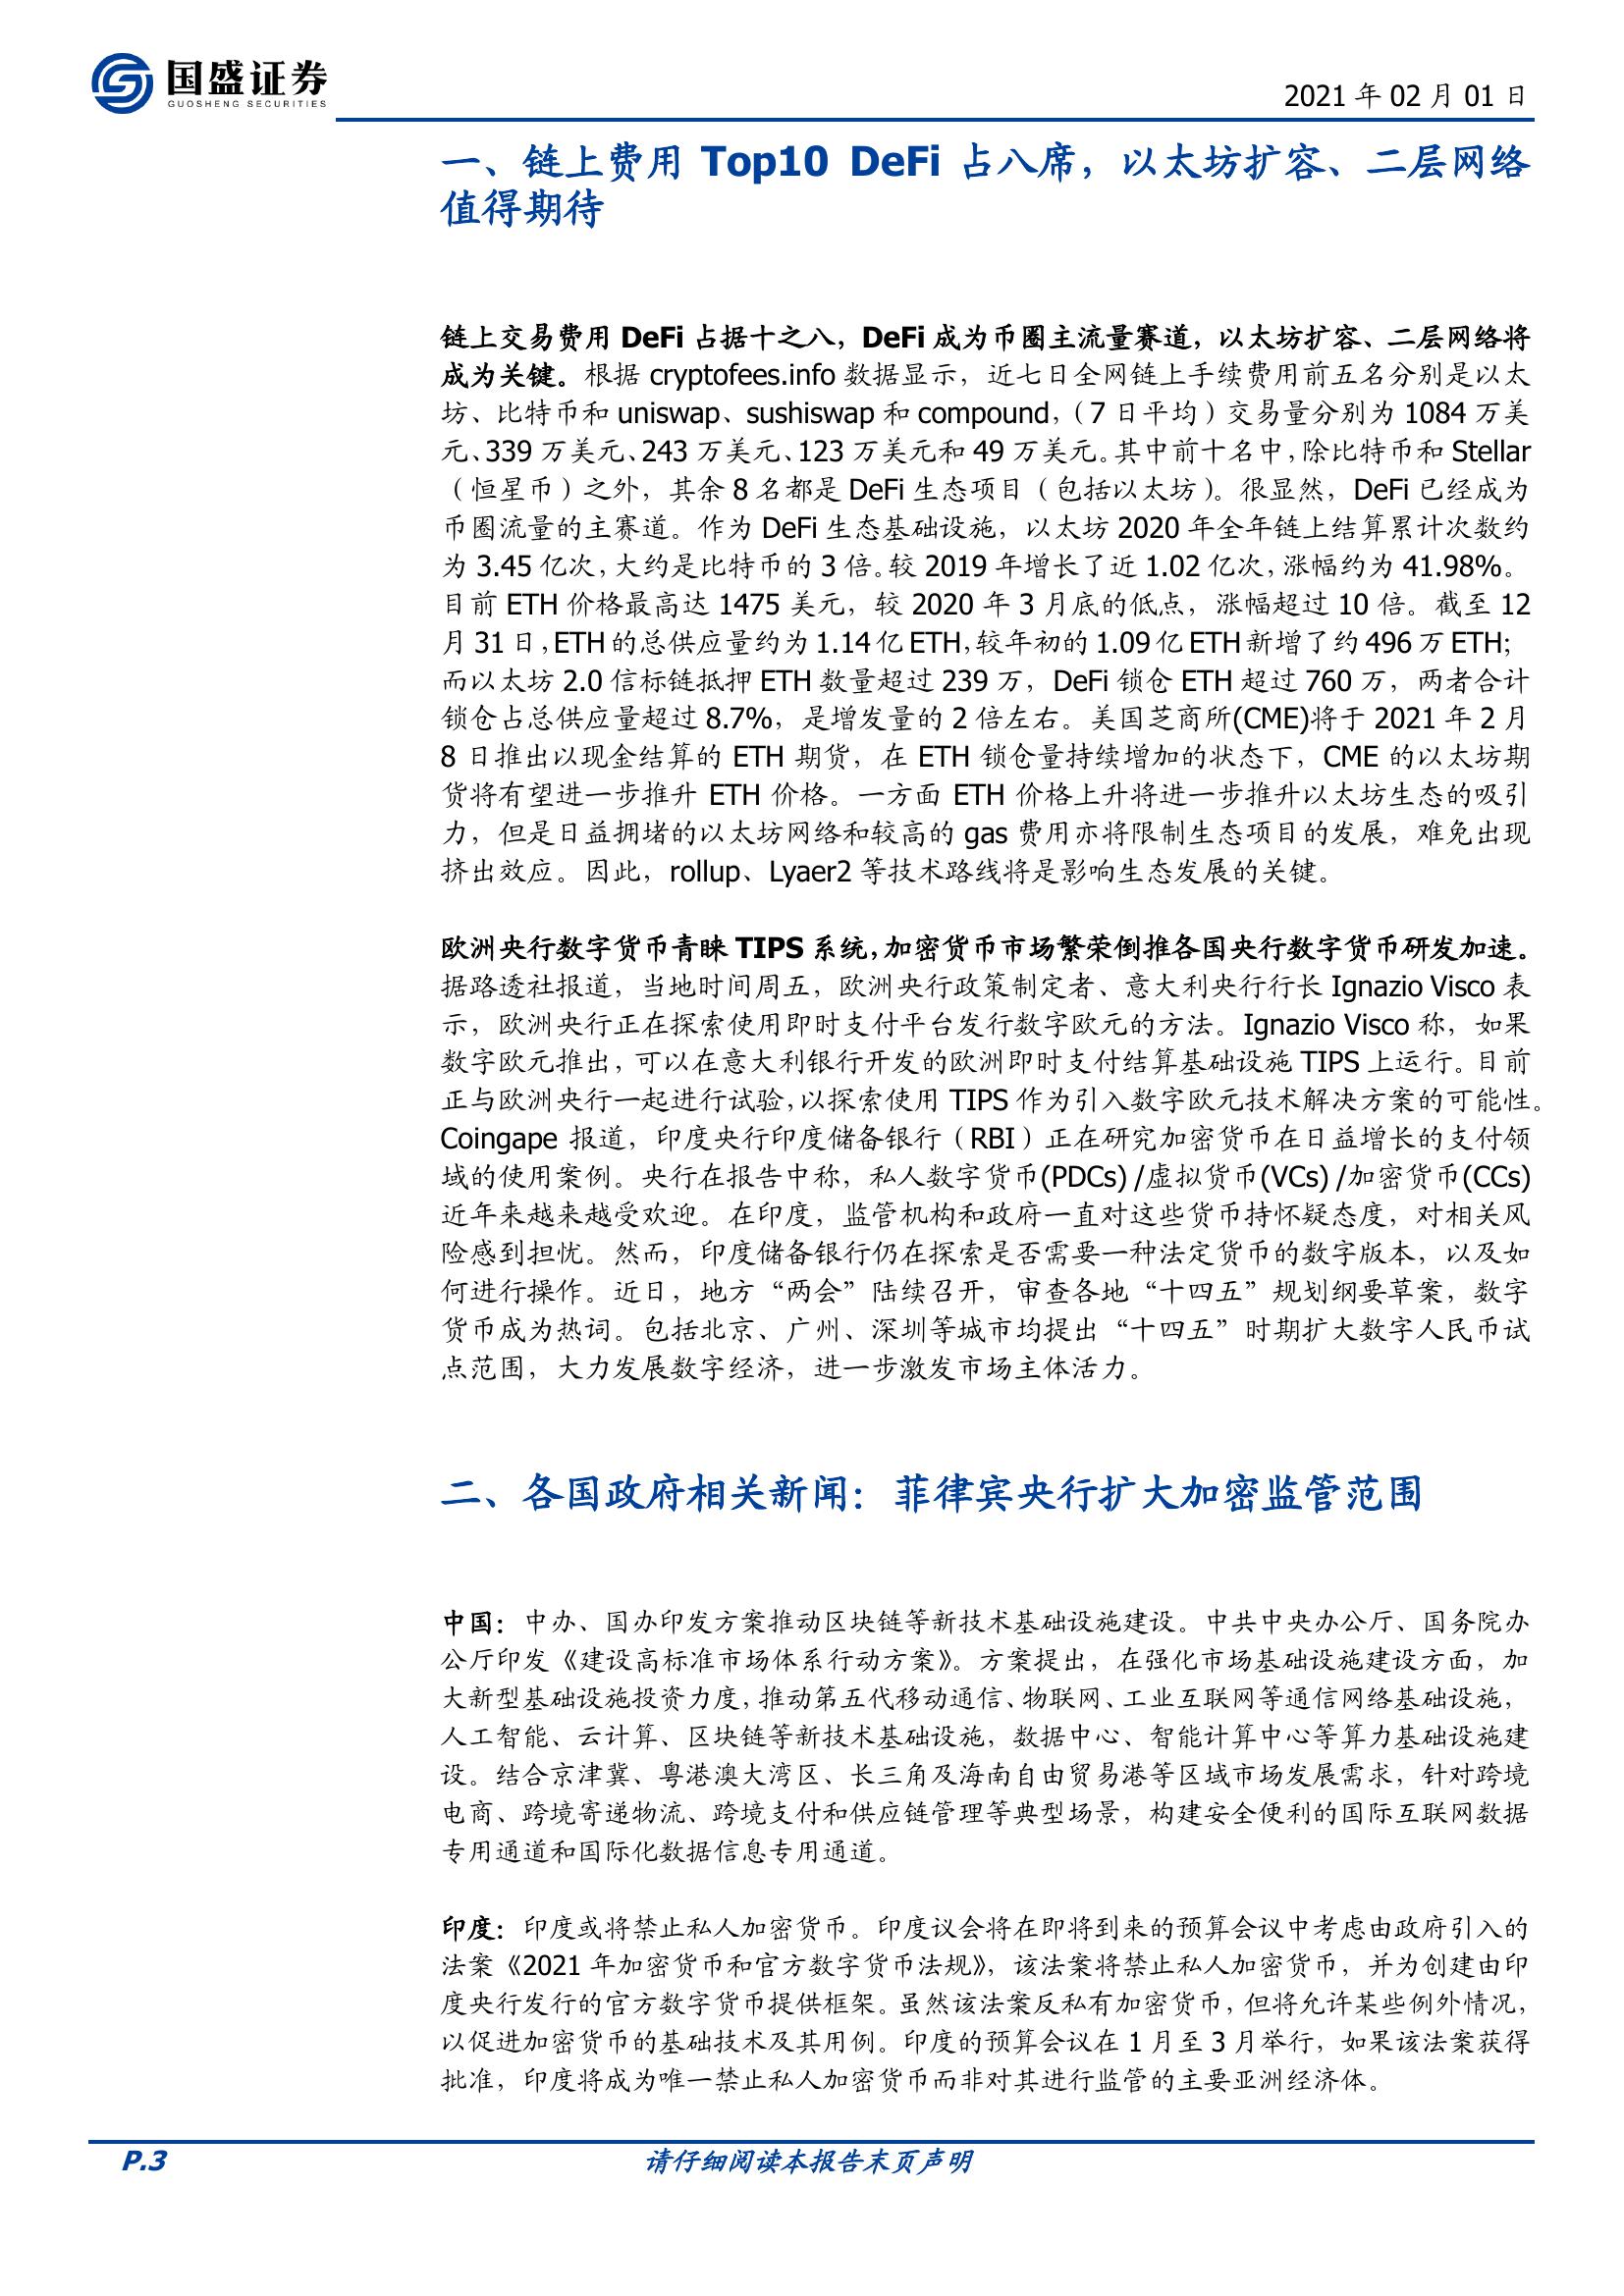 国盛证券
GUOSHENG SECURITIES
2021 年 02 月 01 日
一、链上费用 Top10 DeFi 占八席，以太坊扩容、二层网络
值得期待
链上交易费用 DeFi 占据十之八，DeFi 成为币圈主流量赛道，以太坊扩容、二层网络将
成为关键。根据 cryptofees.info 数据显示，近七日全网链上手续费用前五名分别是以太
坊、比特币和 uniswap、sushiswap 和 compound，（7 日平均）交易量分别为 1084 万美
元、339 万美元、243 万美元、123 万美元和 49 万美元。其中前十名中，除比特币和 Stellar
（恒星币）之外，其余 8 名都是 DeFi 生态项目（包括以太坊）。很显然，DeFi 已经成为
币圈流量的主赛道。作为 DeFi 生态基础设施，以太坊 2020 年全年链上结算累计次数约
为 3.45 亿次，大约是比特币的 3 倍。较 2019 年增长了近 1.02 亿次，涨幅约为 41.98%。
目前 ETH 价格最高达 1475 美元，较 2020 年 3 月底的低点，涨幅超过 10 倍。截至 12
月 31 日，ETH 的总供应量约为 1.14 亿 ETH，较年初的 1.09 亿 ETH 新增了约 496 万 ETH；
而以太坊 2.0 信标链抵押 ETH 数量超过 239 万，DeFi 锁仓 ETH 超过 760 万，两者合计
锁仓占总供应量超过 8.7%，是增发量的 2 倍左右。美国芝商所(CME)将于 2021 年 2 月
8 日推出以现金结算的 ETH 期货，在 ETH 锁仓量持续增加的状态下，CME 的以太坊期
货将有望进一步推升 ETH 价格。一方面 ETH 价格上升将进一步推升以太坊生态的吸引
力，但是日益拥堵的以太坊网络和较高的 gas 费用亦将限制生态项目的发展，难免出现
挤出效应。因此，rollup、Lyaer2 等技术路线将是影响生态发展的关键。
欧洲央行数字货币青睐 TIPS 系统，加密货币市场繁荣倒推各国央行数字货币研发加速。
据路透社报道，当地时间周五，欧洲央行政策制定者、意大利央行行长 Ignazio Visco 表
示，欧洲央行正在探索使用即时支付平台发行数字欧元的方法。Ignazio Visco 称，如果
数字欧元推出，可以在意大利银行开发的欧洲即时支付结算基础设施 TIPS 上运行。目前
正与欧洲央行一起进行试验，以探索使用 TIPS 作为引入数字欧元技术解决方案的可能性。
Coingape 报道，印度央行印度储备银行（RBI）正在研究加密货币在日益增长的支付领
域的使用案例。央行在报告中称，私人数字货币(PDCs) /虚拟货币(VCs) /加密货币(CCs)
近年来越来越受欢迎。在印度，监管机构和政府一直对这些货币持怀疑态度，对相关风
险感到担忧。然而，印度储备银行仍在探索是否需要一种法定货币的数字版本，以及如
何进行操作。近日，地方“两会”陆续召开，审查各地“十四五”规划纲要草案，数字
货币成为热词。包括北京、广州、深圳等城市均提出“十四五”时期扩大数字人民币试
点范围，大力发展数字经济，进一步激发市场主体活力。
二、各国政府相关新闻：菲律宾央行扩大加密监管范围
中国：中办、国办印发方案推动区块链等新技术基础设施建设。中共中央办公厅、国务院办
公厅印发《建设高标准市场体系行动方案》。方案提出，在强化市场基础设施建设方面，加
大新型基础设施投资力度，推动第五代移动通信、物联网、工业互联网等通信网络基础设施，
人工智能、云计算、区块链等新技术基础设施，数据中心、智能计算中心等算力基础设施建
设。结合京津冀、粤港澳大湾区、长三角及海南自由贸易港等区域市场发展需求，针对跨境
电商、跨境寄递物流、跨境支付和供应链管理等典型场景，构建安全便利的国际互联网数据
专用通道和国际化数据信息专用通道。
印度：印度或将禁止私人加密货币。印度议会将在即将到来的预算会议中考虑由政府引入的
法案《2021 年加密货币和官方数字货币法规》，该法案将禁止私人加密货币，并为创建由印
度央行发行的官方数字货币提供框架。虽然该法案反私有加密货币，但将允许某些例外情况，
以促进加密货币的基础技术及其用例。印度的预算会议在 1 月至 3 月举行，如果该法案获得
批准，印度将成为唯一禁止私人加密货币而非对其进行监管的主要亚洲经济体。
P.3
请仔细阅读本报告末页声明